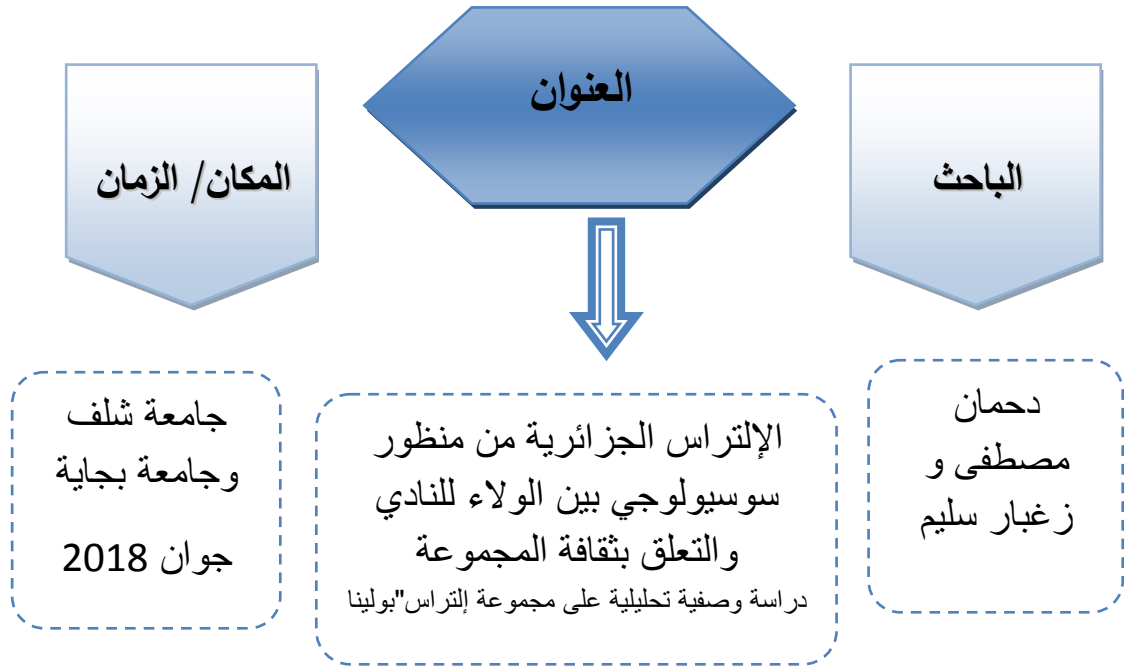 العنوان
الباحث
المكان/ الزمان
دحمان
مصطفى و
زغبار سليم
الإلتراس الجزائرية من منظور
سوسيولوجي بين الولاء للنادي
والتعلق بثقافة المجموعة
دراسة وصفية تحليلية على مجموعة إلتراس"بولينا
جامعة شلف
وجامعة بجاية
جوان 2018